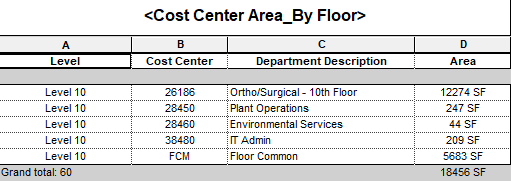 <Cost Center Area_By Floor>
A B C D
Level Cost Center Department Description Area
Level 10 26186 Ortho/Surgical - 10th Floor 12274 SF
Level 10 28450 Plant Operations 247 SF
Level 10 28460 Environmental Services 44 SF
Level 10 38480 IT Admin 209 SF
Level 10 FCM Floor Common 5683 SF
Grand total: 60 18456 SF